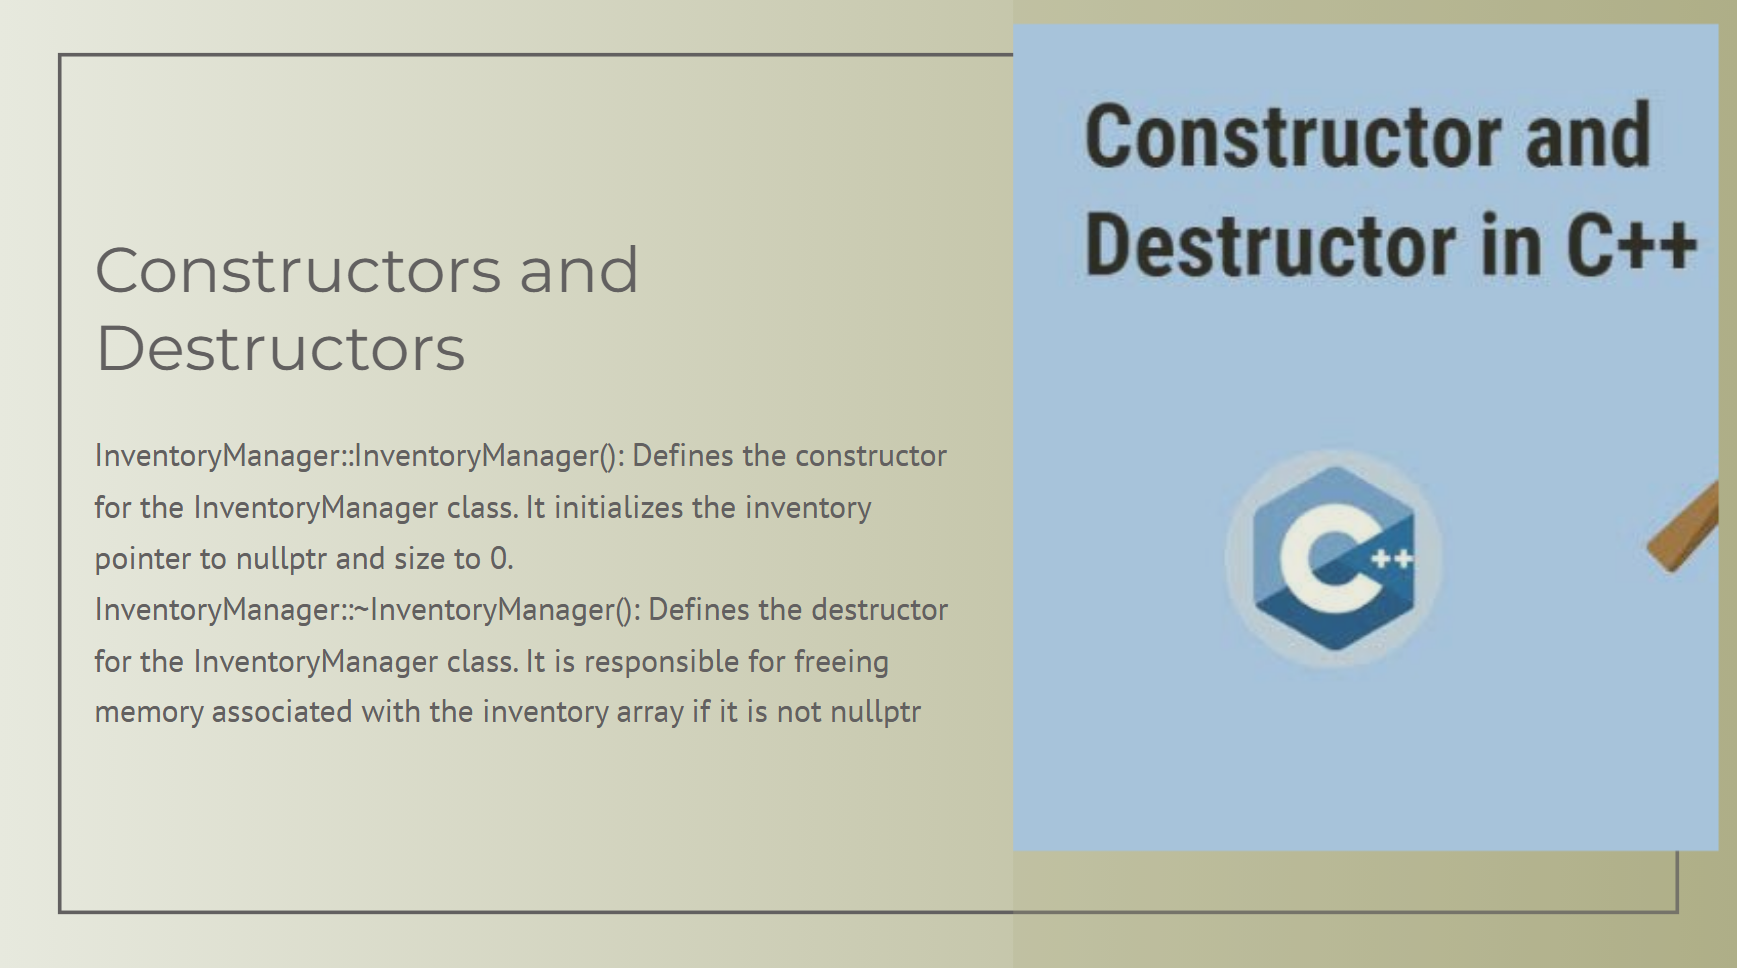 Constructors and
Destructors
InventoryManager::InventoryManager(): Defines the constructor
for the InventoryManager class. It initializes the inventory
pointer to nullptr and size to 0.
InventoryManager::~InventoryManager(): Defines the destructor
for the InventoryManager class. It is responsible for freeing
memory associated with the inventory array if it is not nullptr
Constructor and
Destructor in C++
C++